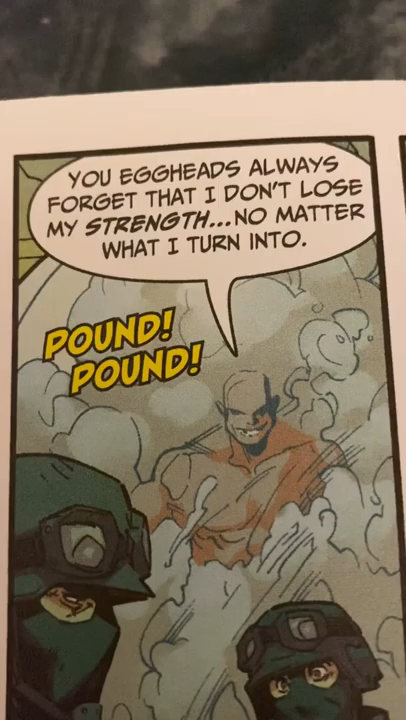 YOU EGGHEADS ALWAYS
FORGET THAT I DON'T LOSE
MY STRENGTH...NO MATTER
WHAT I TURN INTO.
POUND!
POUND!